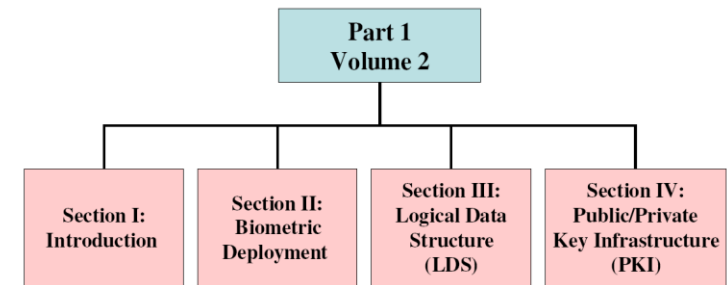 Part 1
Volume 2
Section I:
Introduction
Section II:
Biometric
Deployment
Section III:
Logical Data
Structure
(LDS)
Section IV:
Public/Private
Key Infrastructure
(PKI)